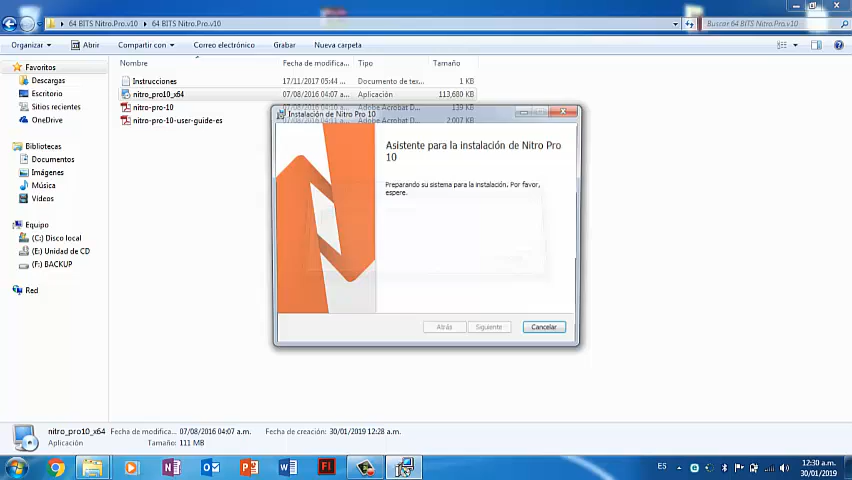 64 BITS Nitro.Pro.v10 ▸ 64 BITS Nitro.Pro.v10
Buscar 64 BITS Nitro.Pro.v10
Organizar Abrir Compartir con Correo electrónico Grabar Nueva carpeta
Nombre Fecha de modifica... Tipo Tamaño
Favoritos
Descargas
Escritorio
Sitios recientes
OneDrive
Bibliotecas
Documentos
Imágenes
Música
Vídeos
Equipo
(C:) Disco local
(E:) Unidad de CD
(F:) BACKUP
Red
Instrucciones 17/11/2017 05:44 ... Documento de tex... 1 KB
nitro_pro10_x64 07/08/2016 04:07 a... Aplicación 113,680 KB
nitro-pro-10 Adobe Acrobat D... 139 KB
nitro-pro-10-user-guide-es Adobe Acrobat D... 2.007 KB
Instalación de Nitro Pro 10
Asistente para la instalación de Nitro Pro
10
Preparando su sistema para la instalación. Por favor,
espere.
Atrás Siguiente Cancelar
nitro_pro10_x64 Fecha de modifica... 07/08/2016 04:07 a.m. Fecha de creación: 30/01/2019 12:28 a.m.
Aplicación Tamaño: 111 MB
ES
12:30 a.m.
30/01/2019